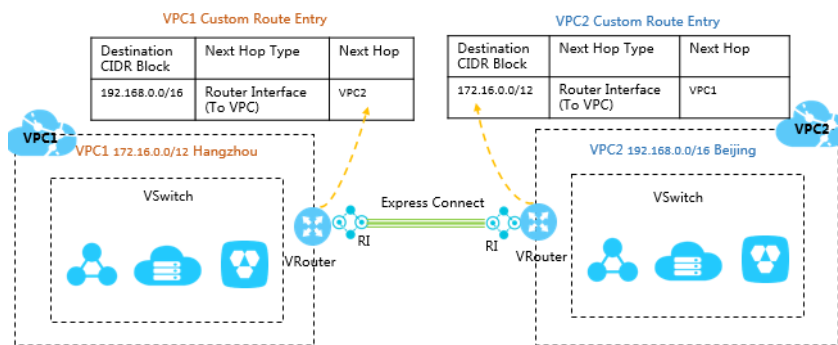 VPC1 Custom Route Entry
Destination CIDR Block	Next Hop Type	Next Hop
192.168.0.0/16	Router Interface (To VPC)	VPC2
VPC2 Custom Route Entry
Destination CIDR Block	Next Hop Type	Next Hop
172.16.0.0/12	Router Interface (To VPC)	VPC1
VPC1
VPC1 172.16.0.0/12 Hangzhou
VSwitch
VRouter
RI
Express Connect
RI
VRouter
VPC2
VPC2 192.168.0.0/16 Beijing
VSwitch